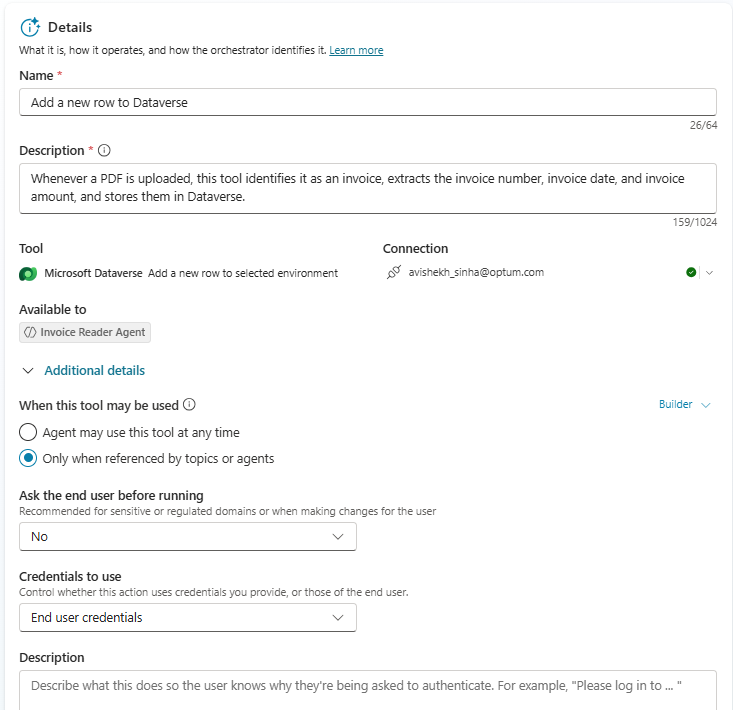 Details
What it is, how it operates, and how the orchestrator identifies it. Learn more
Name *
Add a new row to Dataverse
26/64
Description *
Whenever a PDF is uploaded, this tool identifies it as an invoice, extracts the invoice number, invoice date, and invoice
amount, and stores them in Dataverse.
159/1024
Tool
Connection
Microsoft Dataverse Add a new row to selected environment
avishekh_sinha@optum.com
Available to
Invoice Reader Agent
Additional details
When this tool may be used
Builder
Agent may use this tool at any time
Only when referenced by topics or agents
Ask the end user before running
Recommended for sensitive or regulated domains or when making changes for the user
No
Credentials to use
Control whether this action uses credentials you provide, or those of the end user.
End user credentials
Description
Describe what this does so the user knows why they're being asked to authenticate. For example, "Please log in to ... "